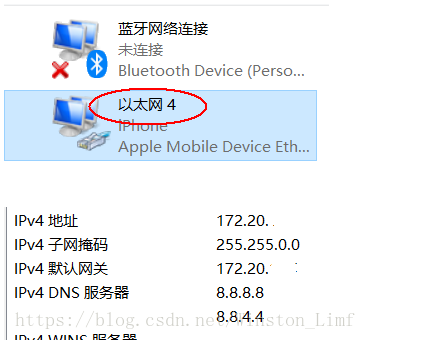 蓝牙网络连接
未连接
Bluetooth Device (Perso...
以太网 4
iPhone
Apple Mobile Device Eth...
IPv4 地址 172.20.
IPv4 子网掩码 255.255.0.0
IPv4 默认网关 172.20.
IPv4 DNS 服务器 8.8.8.8
8.8.4.4
https://blog.csdn.net/Winston_Limf
IPv4 WINS 服务器